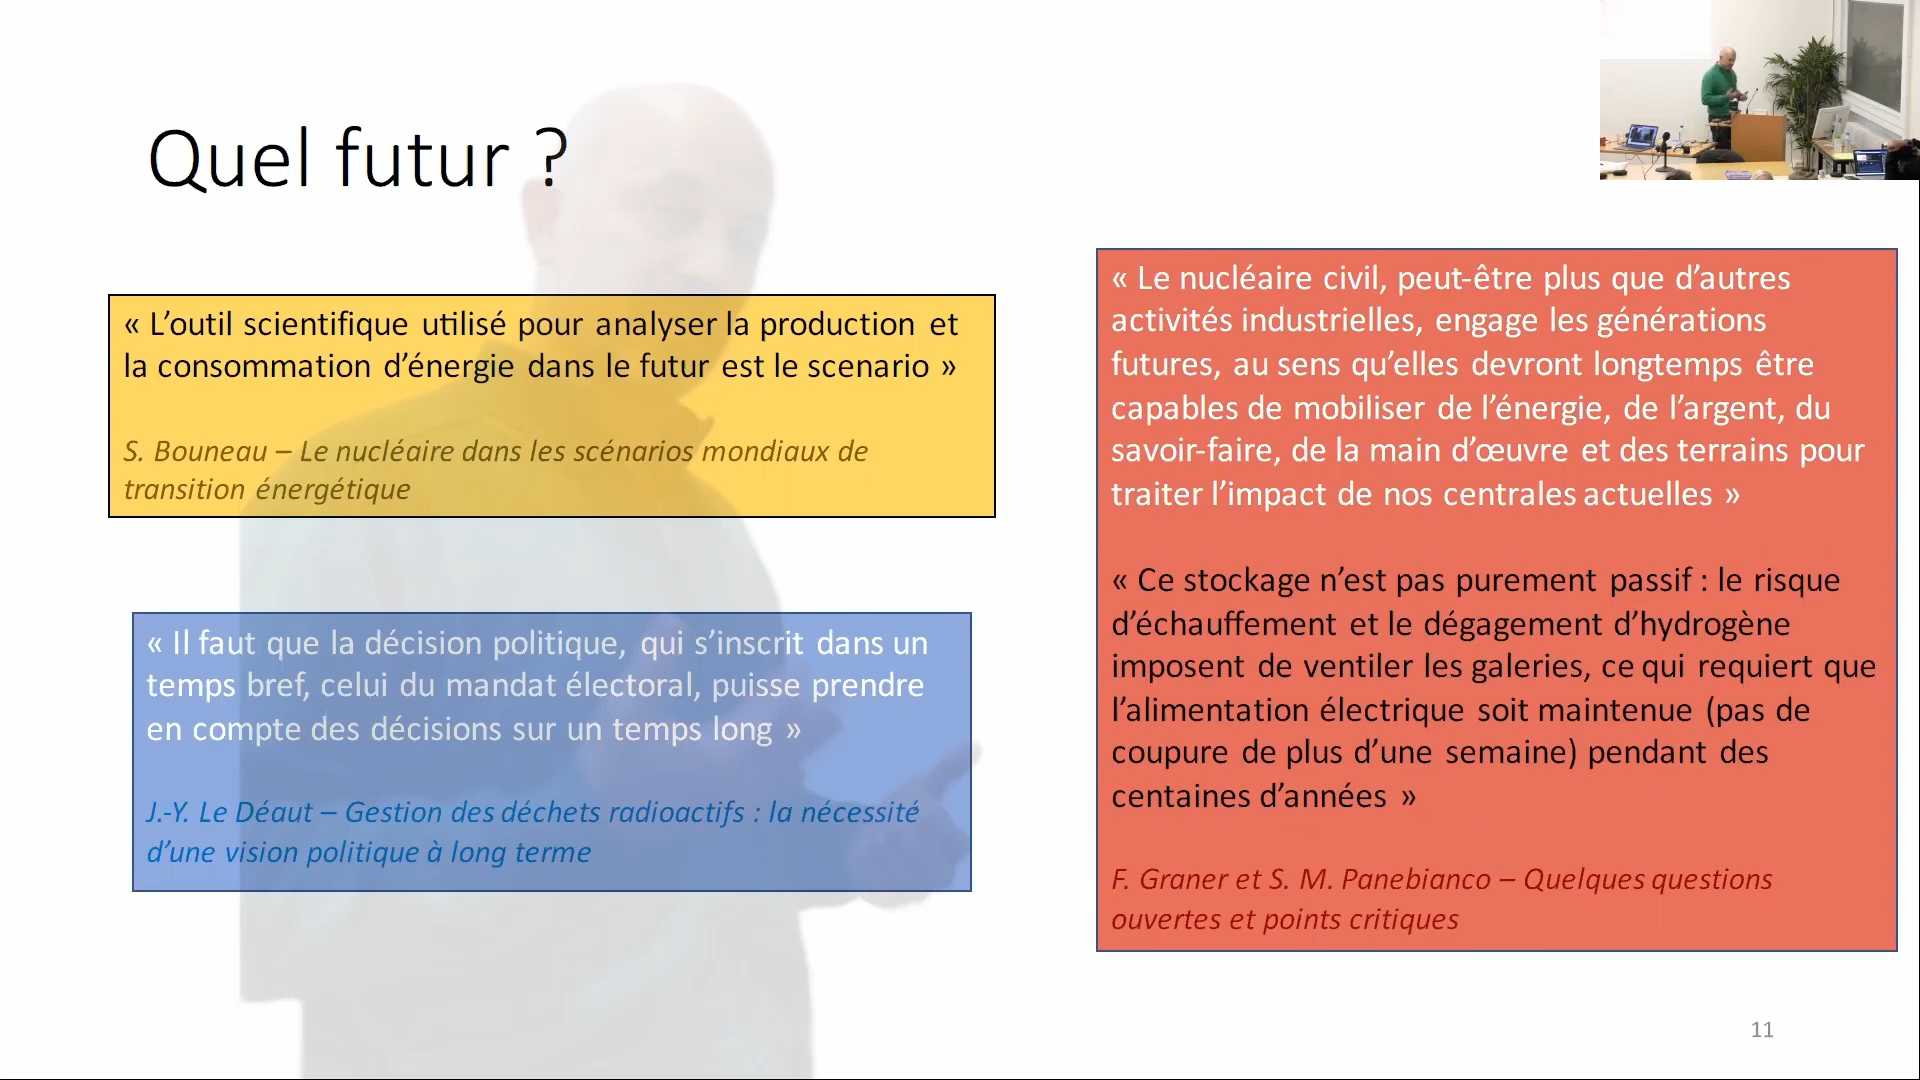 Quel futur ?
« L’outil scientifique utilisé pour analyser la production et
la consommation d’énergie dans le futur est le scenario »
S. Bouneau – Le nucléaire dans les scénarios mondiaux de
transition énergétique
« Il faut que la décision politique, qui s’inscrit dans un
temps bref, celui du mandat électoral, puisse prendre
en compte des décisions sur un temps long »
J.-Y. Le Déaut – Gestion des déchets radioactifs : la nécessité
d’une vision politique à long terme
« Le nucléaire civil, peut-être plus que d’autres
activités industrielles, engage les générations
futures, au sens qu’elles devront longtemps être
capables de mobiliser de l’énergie, de l’argent, du
savoir-faire, de la main d’œuvre et des terrains pour
traiter l’impact de nos centrales actuelles »
« Ce stockage n’est pas purement passif : le risque
d’échauffement et le dégagement d’hydrogène
imposent de ventiler les galeries, ce qui requiert que
l’alimentation électrique soit maintenue (pas de
coupure de plus d’une semaine) pendant des
centaines d’années »
F. Graner et S. M. Panebianco – Quelques questions
ouvertes et points critiques
11